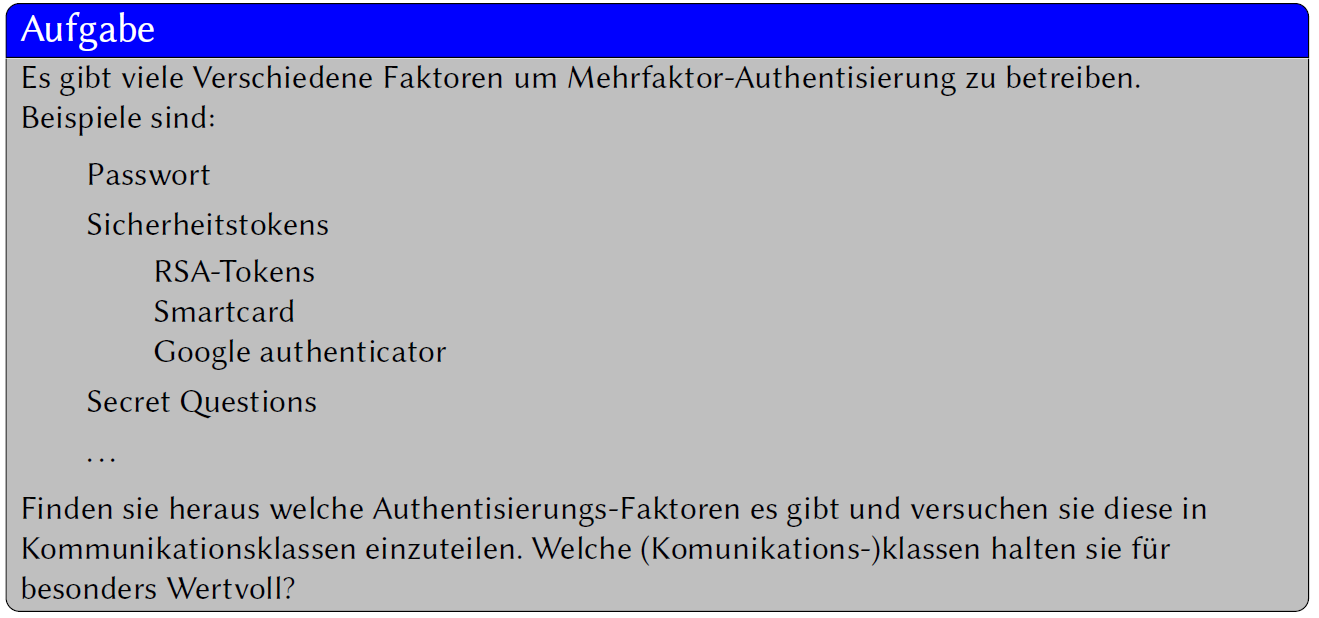 Aufgabe
Es gibt viele Verschiedene Faktoren um Mehrfaktor-Authentisierung zu betreiben.
Beispiele sind:
Passwort
Sicherheitstokens
RSA-Tokens
Smartcard
Google authenticator
Secret Questions
...
Finden sie heraus welche Authentisierungs-Faktoren es gibt und versuchen sie diese in
Kommunikationsklassen einzuteilen. Welche (Komunikations-)klassen halten sie für
besonders Wertvoll?